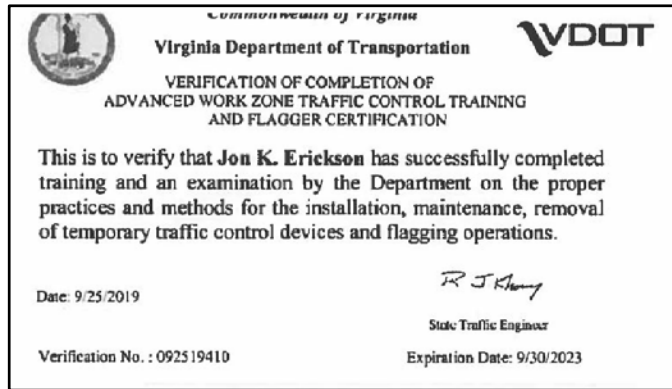 Commonwealth of Virginia
VDOT
Virginia Department of Transportation
VERIFICATION OF COMPLETION OF
ADVANCED WORK ZONE TRAFFIC CONTROL TRAINING
AND FLAGGER CERTIFICATION
This is to verify that Jon K. Erickson has successfully completed
training and an examination by the Department on the proper
practices and methods for the installation, maintenance, removal
of temporary traffic control devices and flagging operations.
Date: 9/25/2019
State Traffic Engineer
Verification No. : 092519410
Expiration Date: 9/30/2023